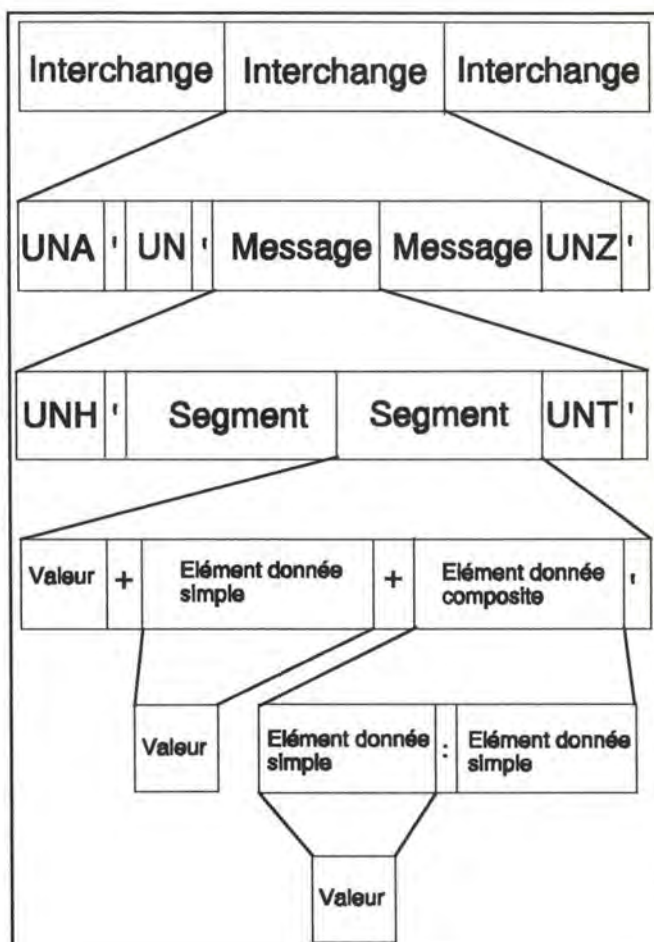 Interchange Interchange Interchange
UNA ' UN ' Message Message UNZ '
UNH ' Segment Segment UNT '
Valeur + Elément donnée simple + Elément donnée composite '
Valeur
Elément donnée simple : Elément donnée simple
Valeur